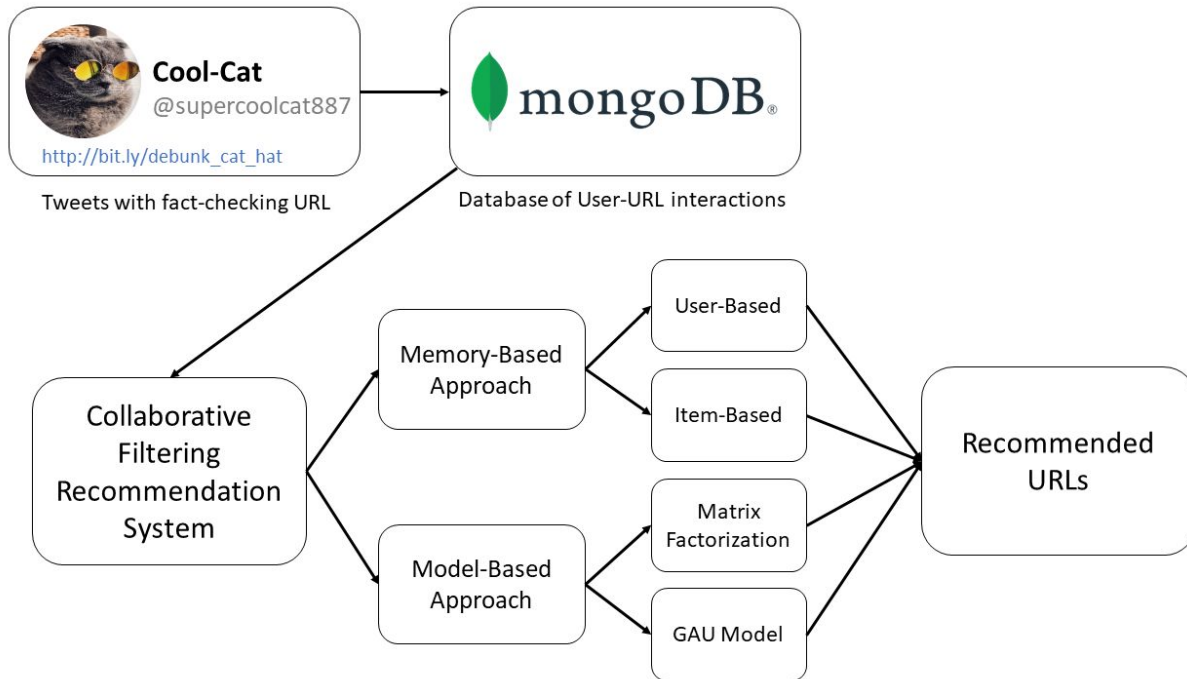 Cool-Cat
@supercoolcat887
http://bit.ly/debunk_cat_hat
Tweets with fact-checking URL
mongoDB®
Database of User-URL interactions
Collaborative
Filtering
Recommendation
System
Memory-Based
Approach
Model-Based
Approach
User-Based
Item-Based
Matrix
Factorization
GAU Model
Recommended
URLs